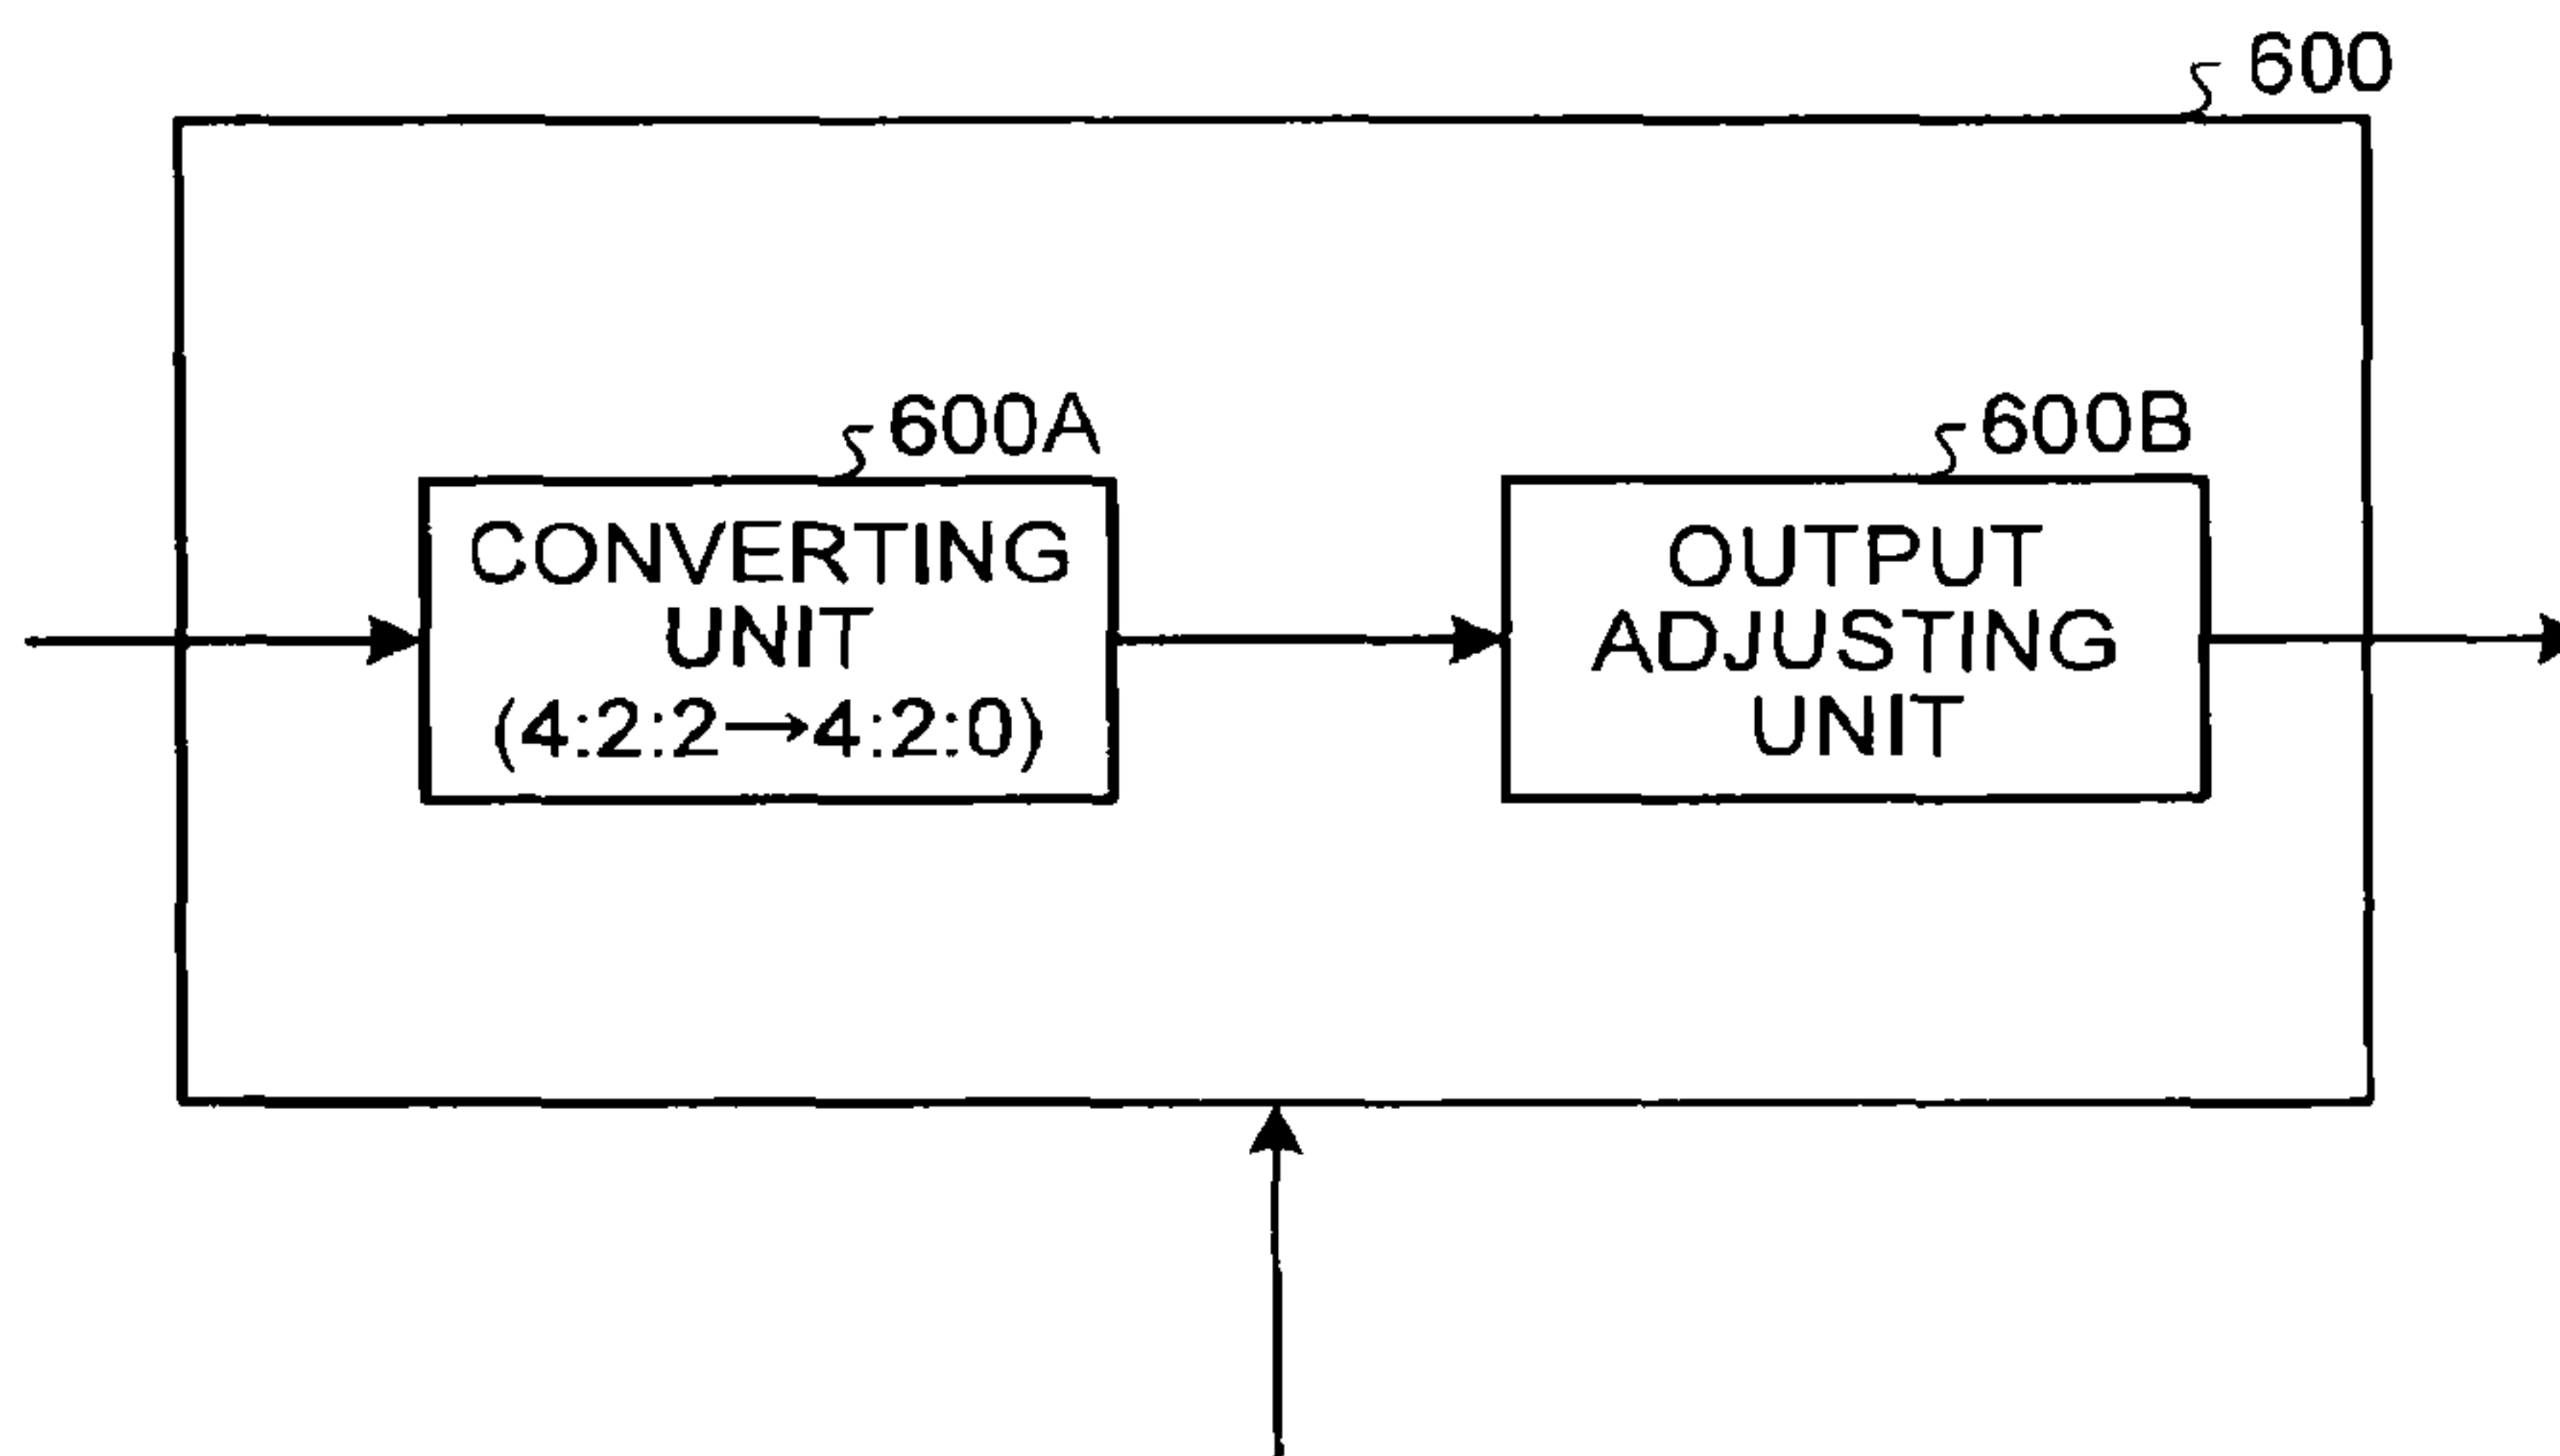 600
600A
CONVERTING
UNIT
(4:2:2→4:2:0)
600B
OUTPUT
ADJUSTING
UNIT